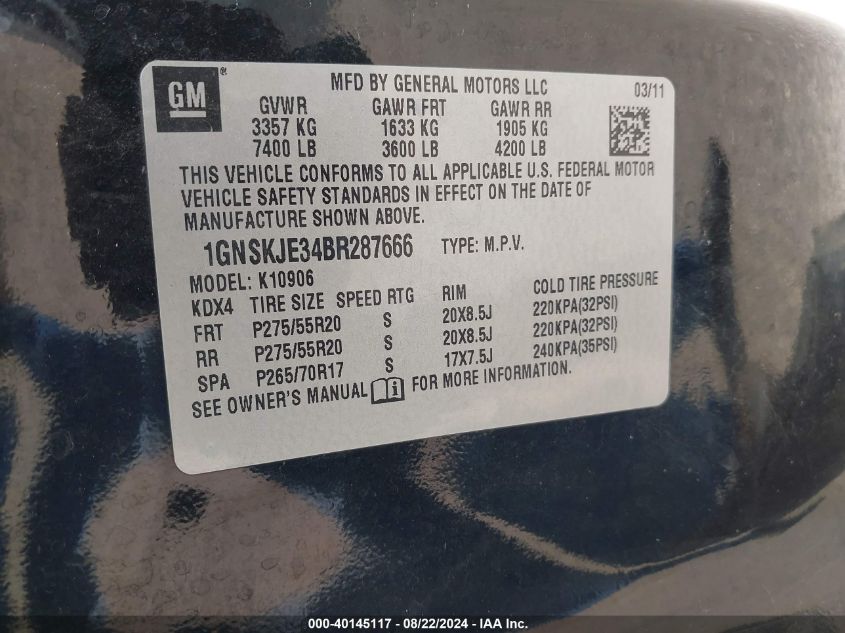 GM®
MFD BY GENERAL MOTORS LLC 03/11
GVWR GAWR FRT GAWR RR
3357 KG 1633 KG 1905 KG
7400 LB 3600 LB 4200 LB
THIS VEHICLE CONFORMS TO ALL APPLICABLE U.S. FEDERAL MOTOR
VEHICLE SAFETY STANDARDS IN EFFECT ON THE DATE OF
MANUFACTURE SHOWN ABOVE.
1GNSKJE34BR287666 TYPE: M.P.V.
MODEL: K10906
KDX4 TIRE SIZE SPEED RTG RIM COLD TIRE PRESSURE
FRT P275/55R20 S 20X8.5J 220KPA(32PSI)
RR P275/55R20 S 20X8.5J 220KPA(32PSI)
SPA P265/70R17 S 17X7.5J 240KPA(35PSI)
SEE OWNER'S MANUAL i FOR MORE INFORMATION.
000-40145117 - 08/22/2024 - IAA Inc.